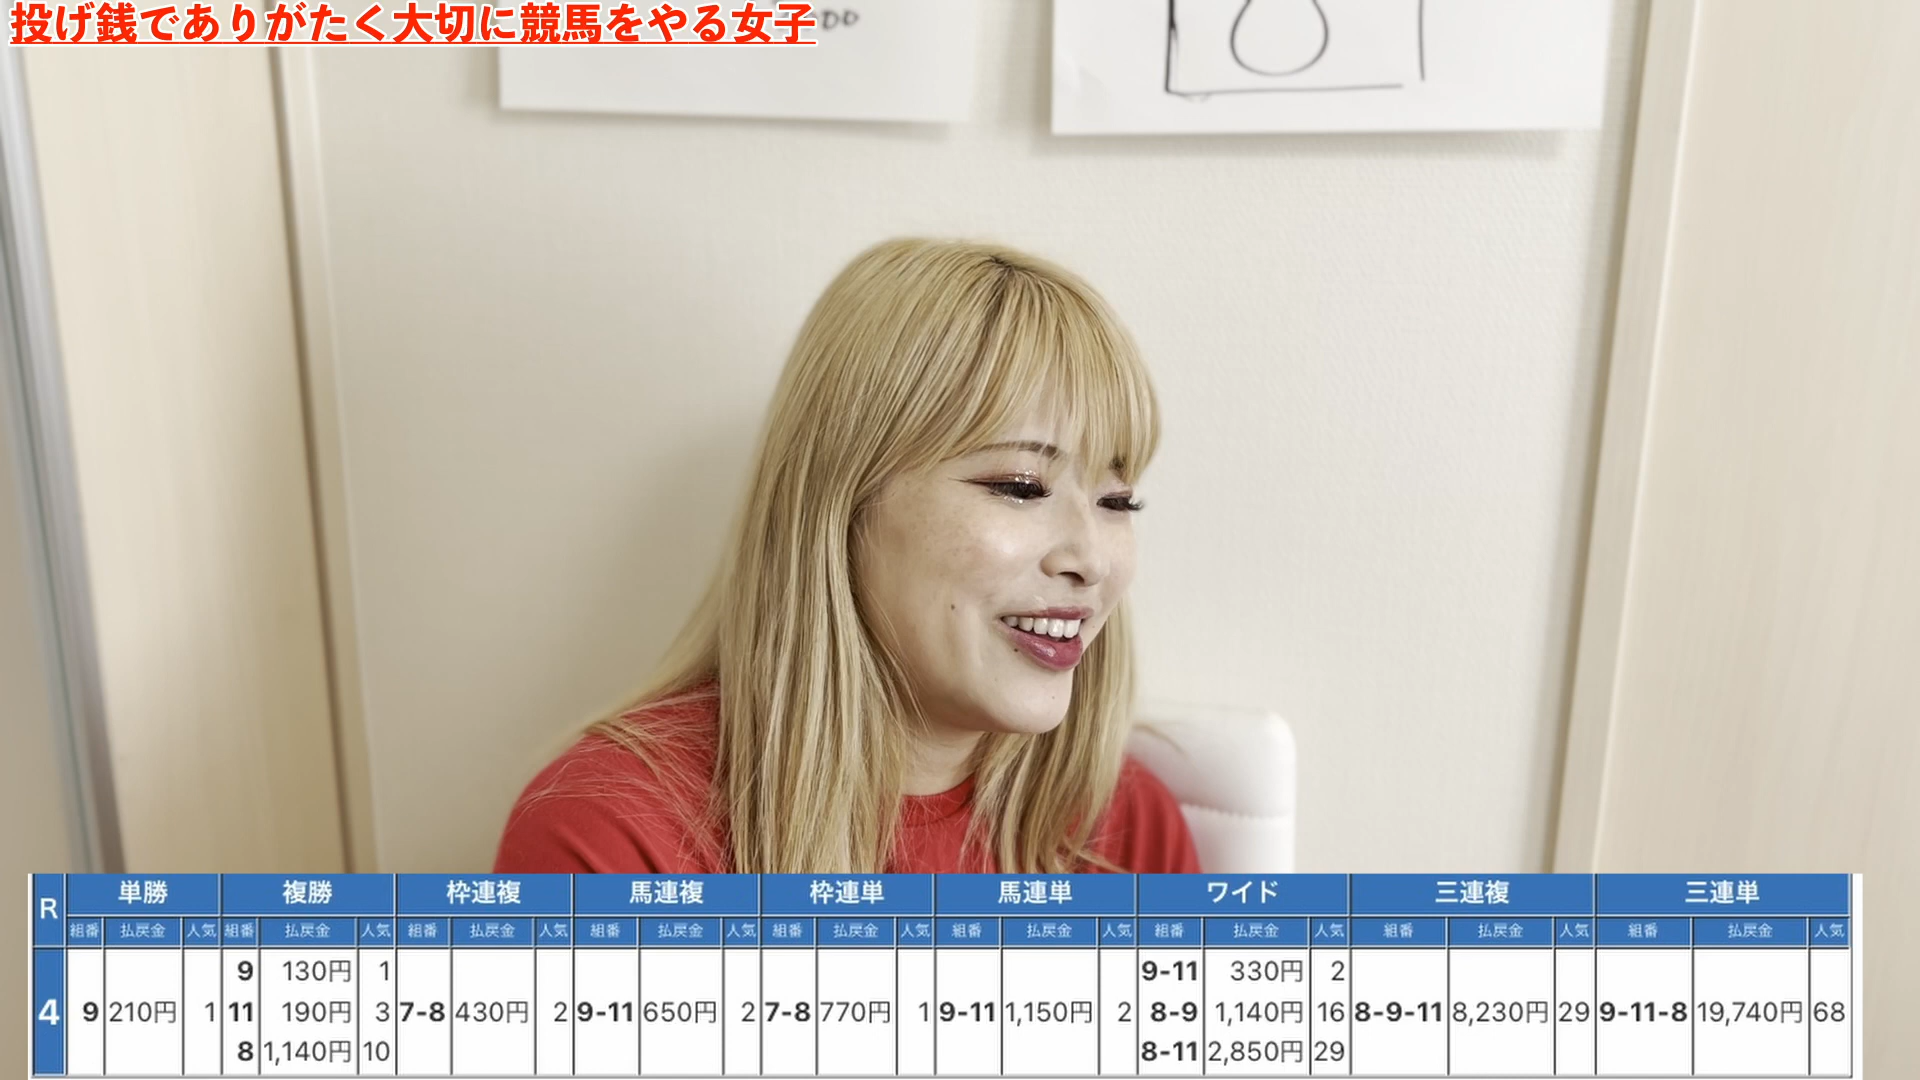 投げ銭でありがたく大切に競馬をやる女子
R 単勝 複勝 枠連複 馬連複 枠連単 馬連単 ワイド 三連複 三連単
組番 払戻金 人気 組番 払戻金 人気 組番 払戻金 人気 組番 払戻金 人気 組番 払戻金 人気 組番 払戻金 人気 組番 払戻金 人気 組番 払戻金 人気 組番 払戻金 人気
9 130円 1 9-11 330円 2
4 9 210円 1 11 190円 3 7-8 430円 2 9-11 650円 2 7-8 770円 1 9-11 1,150円 2 8-9 1,140円 16 8-9-11 8,230円 29 9-11-8 19,740円 68
8 1,140円 10 8-11 2,850円 29